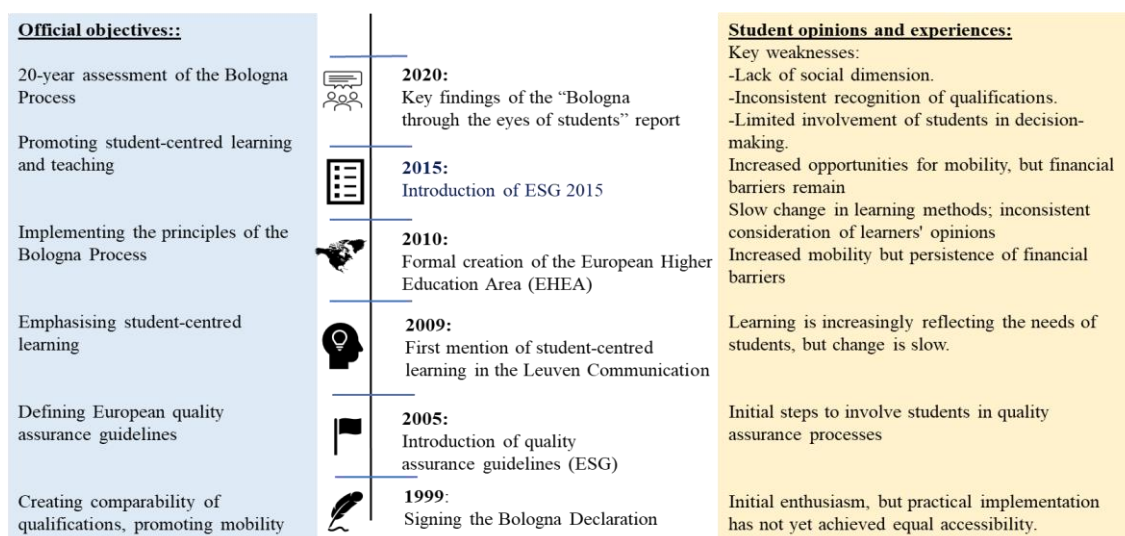 Official objectives::
20-year assessment of the Bologna
Process
Promoting student-centred learning
and teaching
Implementing the principles of the
Bologna Process
Emphasising student-centred
learning
Defining European quality
assurance guidelines
Creating comparability of
qualifications, promoting mobility
2020:
Key findings of the “Bologna
through the eyes of students” report
2015:
Introduction of ESG 2015
2010:
Formal creation of the European Higher
Education Area (EHEA)
2009:
First mention of student-centred
learning in the Leuven Communication
2005:
Introduction of quality
assurance guidelines (ESG)
1999:
Signing the Bologna Declaration
Student opinions and experiences:
Key weaknesses:
-Lack of social dimension.
-Inconsistent recognition of qualifications.
-Limited involvement of students in decision-
making.
Increased opportunities for mobility, but financial
barriers remain
Slow change in learning methods; inconsistent
consideration of learners' opinions
Increased mobility but persistence of financial
barriers
Learning is increasingly reflecting the needs of
students, but change is slow.
Initial steps to involve students in quality
assurance processes
Initial enthusiasm, but practical implementation
has not yet achieved equal accessibility.